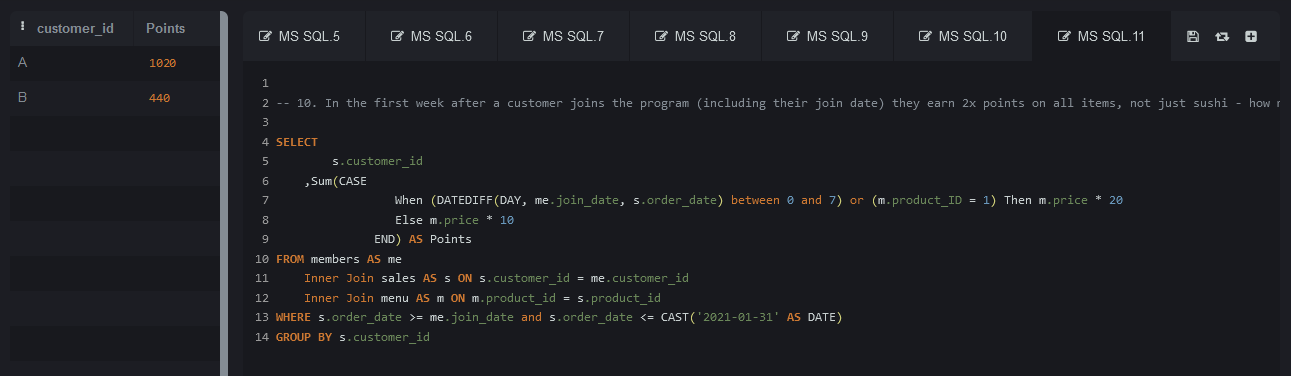 customer_id Points
A 1020
B 440
MS SQL.5 MS SQL.6 MS SQL.7 MS SQL.8 MS SQL.9 MS SQL.10 MS SQL.11
1
2 -- 10. In the first week after a customer joins the program (including their join date) they earn 2x points on all items, not just sushi - how
3
4 SELECT
5 s.customer_id
6 ,Sum(CASE
7 When (DATEDIFF(DAY, me.join_date, s.order_date) between 0 and 7) or (m.product_ID = 1) Then m.price * 20
8 Else m.price * 10
9 END) AS Points
10 FROM members AS me
11 Inner Join sales AS s ON s.customer_id = me.customer_id
12 Inner Join menu AS m ON m.product_id = s.product_id
13 WHERE s.order_date >= me.join_date and s.order_date <= CAST('2021-01-31' AS DATE)
14 GROUP BY s.customer_id